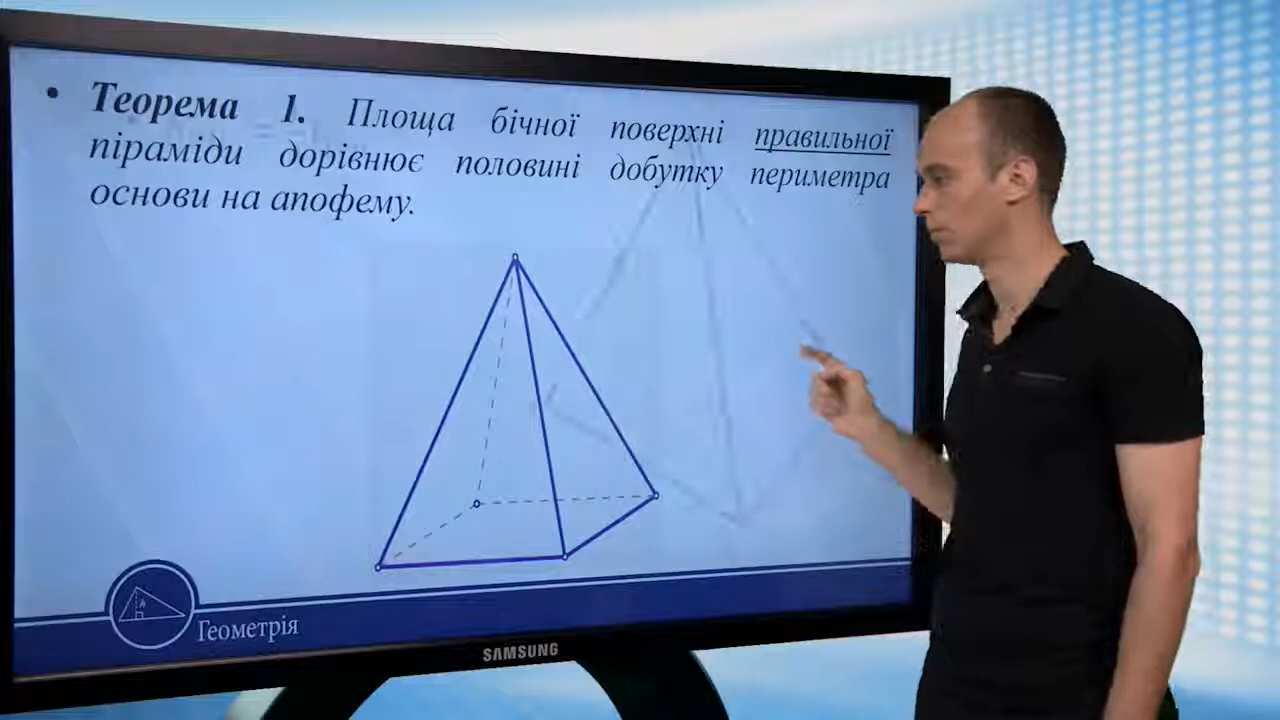 • Теорема 1. Площа бічної поверхні правильної
піраміди дорівнює половині добутку периметра
основи на апофему.
Геометрія
SAMSUNG